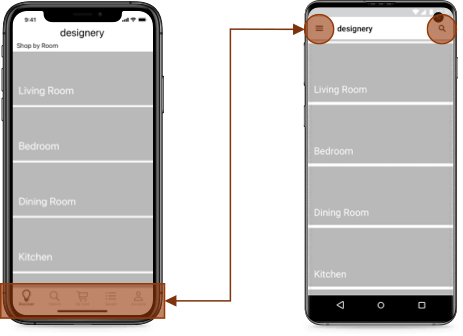 9:41
designery
Shop by Room
Living Room
Bedroom
Dining Room
Kitchen
designery
Living Room
Bedroom
Dining Room
Kitchen